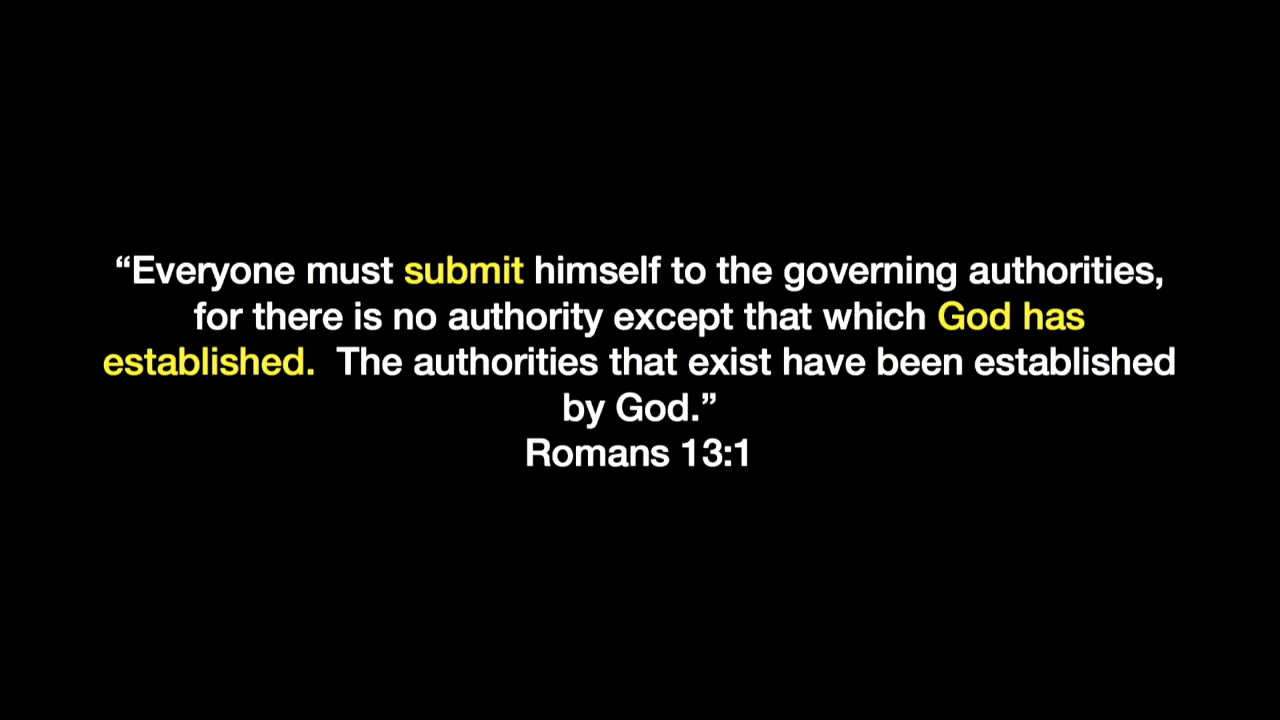 “Everyone must submit himself to the governing authorities,
for there is no authority except that which God has
established.  The authorities that exist have been established
by God.”
Romans 13:1